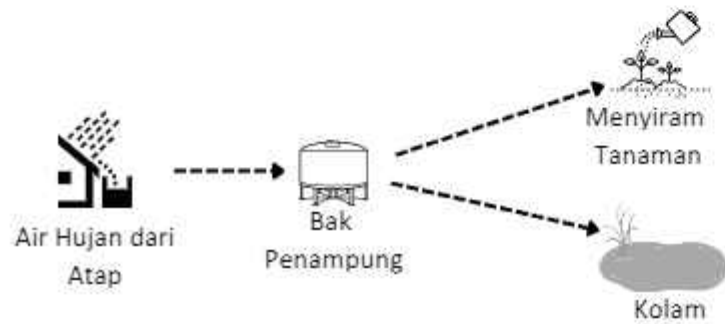 Air Hujan dari
Atap
Bak
Penampung
Menyiram
Tanaman
Kolam